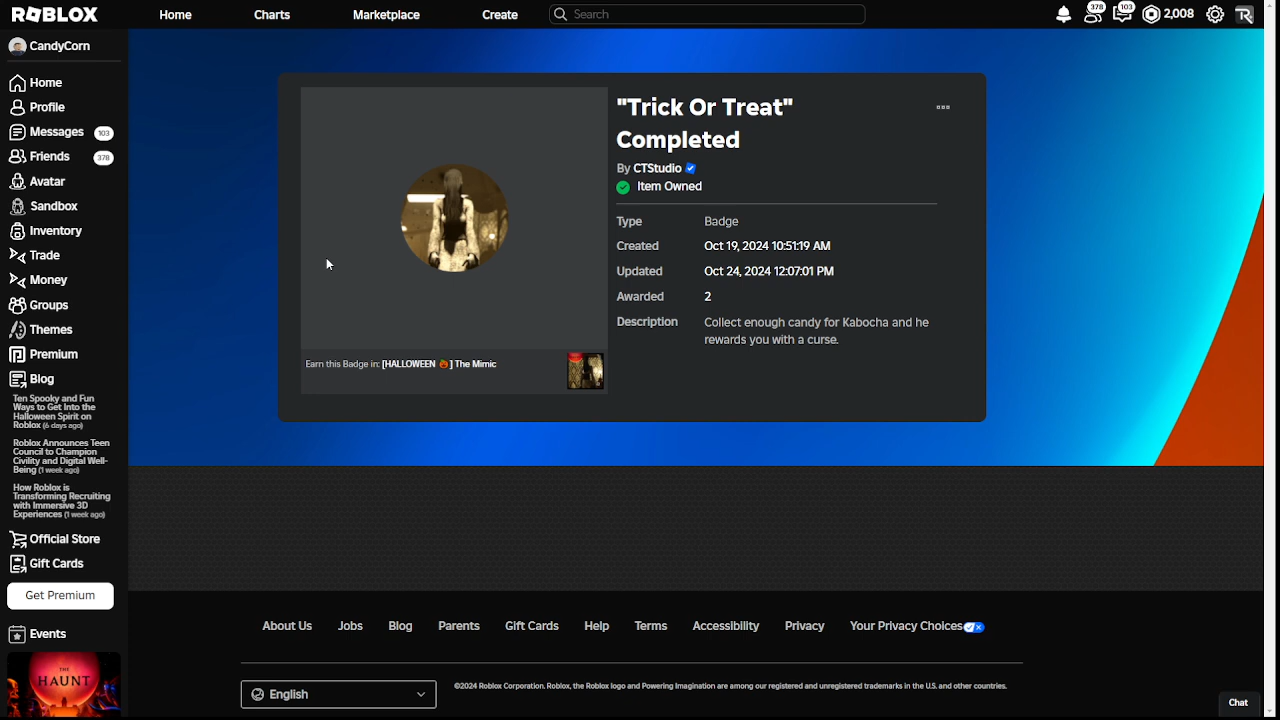 ROBLOX
Home
Charts
Marketplace
Create
Search
378
103
2,008
CandyCorn
Home
Profile
Messages
103
Friends
378
Avatar
Sandbox
Inventory
Trade
Money
Groups
Themes
Premium
Blog
Ten Spooky and Fun
Ways to Get Into the
Halloween Spirit on
Roblox (6 days ago)
Roblox Announces Teen
Council to Champion
Civility and Digital Well-
Being (1 week ago)
How Roblox is
Transforming Recruiting
with Immersive 3D
Experiences (1 week ago)
Official Store
Gift Cards
Get Premium
Events
THE
HAUNT
"Trick Or Treat"
Completed
By CTStudio
Item Owned
Type Badge
Created Oct 19, 2024 10:51:19 AM
Updated Oct 24, 2024 12:07:01 PM
Awarded 2
Description Collect enough candy for Kabocha and he
rewards you with a curse.
Earn this Badge in: [HALLOWEEN 🎃] The Mimic
About Us
Jobs
Blog
Parents
Gift Cards
Help
Terms
Accessibility
Privacy
Your Privacy Choices
English
©2024 Roblox Corporation. Roblox, the Roblox logo and Powering Imagination are among our registered and unregistered trademarks in the U.S. and other countries.
Chat